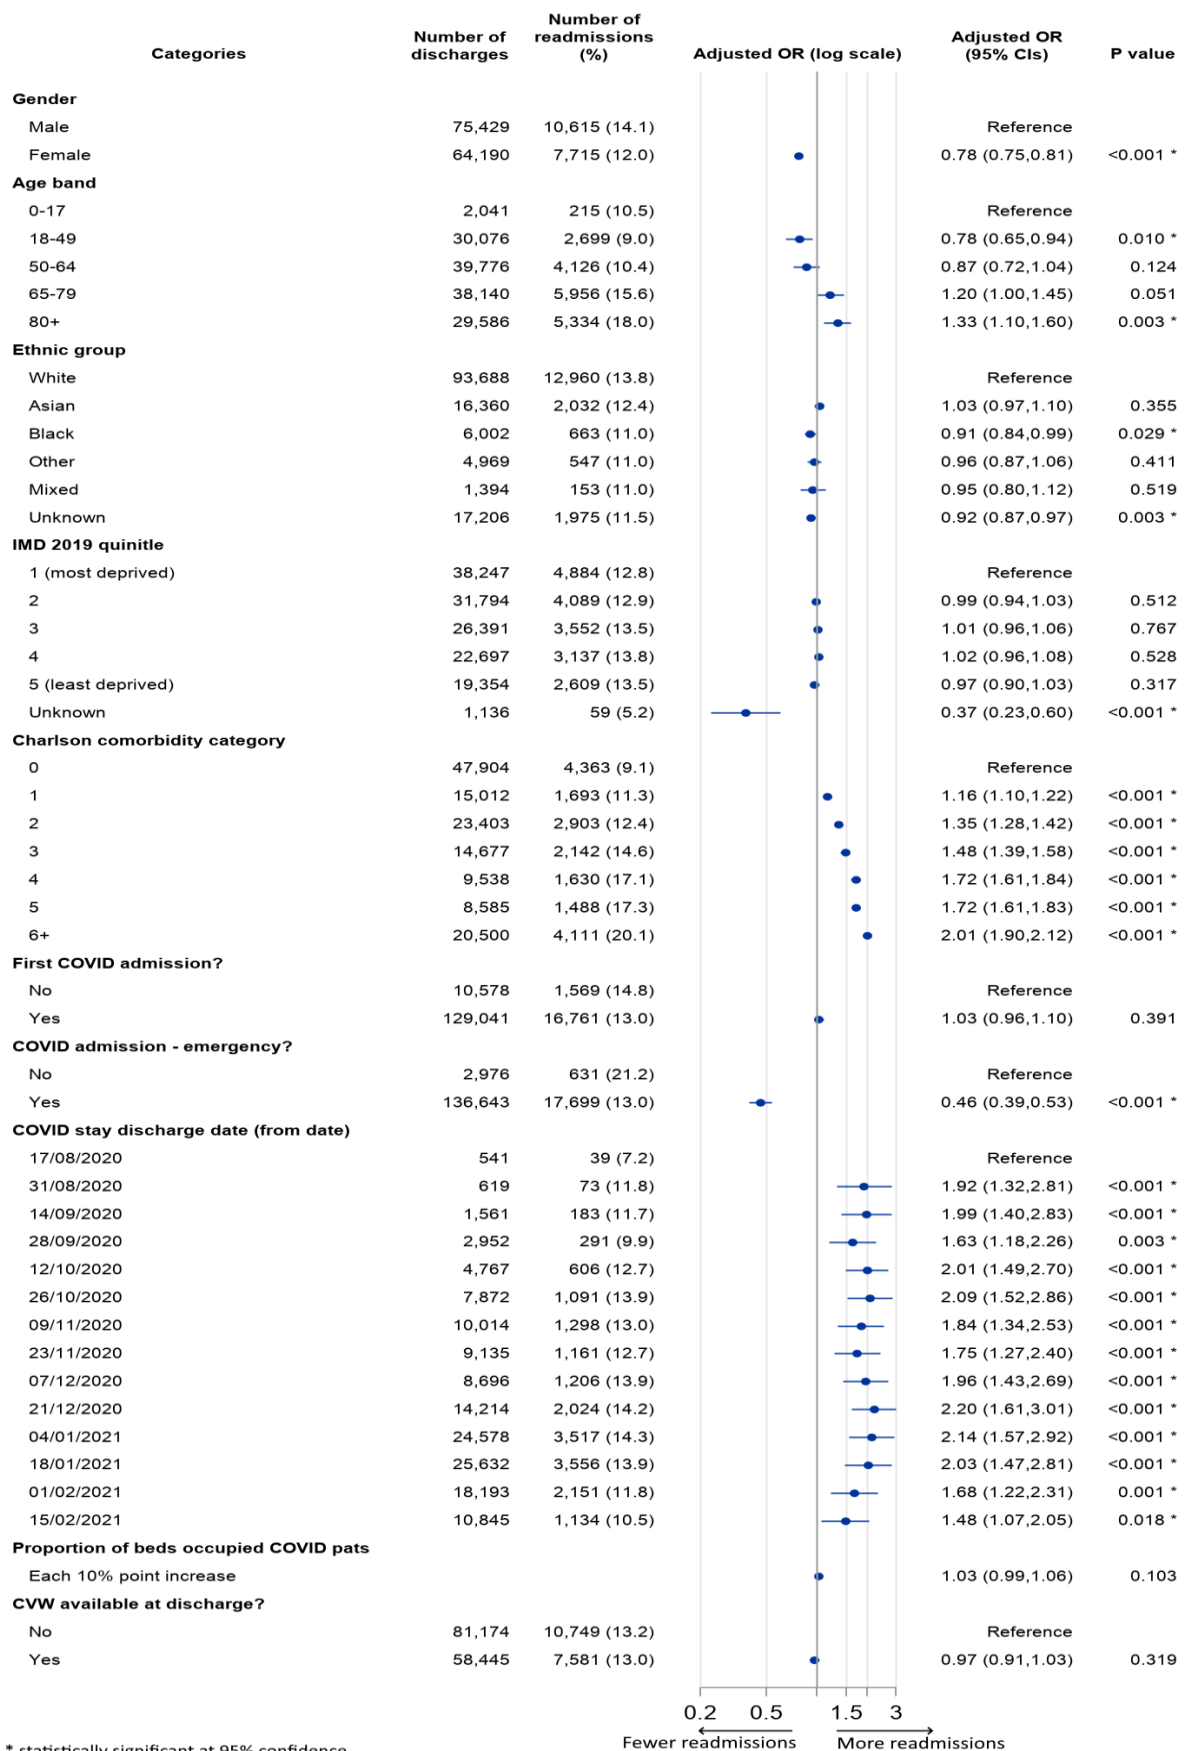 Categories Number of discharges Number of readmissions (%) Adjusted OR (log scale) Adjusted OR (95% CIs) P value
Gender
Male 75,429 10,615 (14.1) Reference
Female 64,190 7,715 (12.0) 0.78 (0.75,0.81) <0.001 *
Age band
0-17 2,041 215 (10.5) Reference
18-49 30,076 2,699 (9.0) 0.78 (0.65,0.94) 0.010 *
50-64 39,776 4,126 (10.4) 0.87 (0.72,1.04) 0.124
65-79 38,140 5,956 (15.6) 1.20 (1.00,1.45) 0.051
80+ 29,586 5,334 (18.0) 1.33 (1.10,1.60) 0.003 *
Ethnic group
White 93,688 12,960 (13.8) Reference
Asian 16,360 2,032 (12.4) 1.03 (0.97,1.10) 0.355
Black 6,002 663 (11.0) 0.91 (0.84,0.99) 0.029 *
Other 4,969 547 (11.0) 0.96 (0.87,1.06) 0.411
Mixed 1,394 153 (11.0) 0.95 (0.80,1.12) 0.519
Unknown 17,206 1,975 (11.5) 0.92 (0.87,0.97) 0.003 *
IMD 2019 quinitle
1 (most deprived) 38,247 4,884 (12.8) Reference
2 31,794 4,089 (12.9) 0.99 (0.94,1.03) 0.512
3 26,391 3,552 (13.5) 1.01 (0.96,1.06) 0.767
4 22,697 3,137 (13.8) 1.02 (0.96,1.08) 0.528
5 (least deprived) 19,354 2,609 (13.5) 0.97 (0.90,1.03) 0.317
Unknown 1,136 59 (5.2) 0.37 (0.23,0.60) <0.001 *
Charlson comorbidity category
0 47,904 4,363 (9.1) Reference
1 15,012 1,693 (11.3) 1.16 (1.10,1.22) <0.001 *
2 23,403 2,903 (12.4) 1.35 (1.28,1.42) <0.001 *
3 14,677 2,142 (14.6) 1.48 (1.39,1.58) <0.001 *
4 9,538 1,630 (17.1) 1.72 (1.61,1.84) <0.001 *
5 8,585 1,488 (17.3) 1.72 (1.61,1.83) <0.001 *
6+ 20,500 4,111 (20.1) 2.01 (1.90,2.12) <0.001 *
First COVID admission?
No 10,578 1,569 (14.8) Reference
Yes 129,041 16,761 (13.0) 1.03 (0.96,1.10) 0.391
COVID admission - emergency?
No 2,976 631 (21.2) Reference
Yes 136,643 17,699 (13.0) 0.46 (0.39,0.53) <0.001 *
COVID stay discharge date (from date)
17/08/2020 541 39 (7.2) Reference
31/08/2020 619 73 (11.8) 1.92 (1.32,2.81) <0.001 *
14/09/2020 1,561 183 (11.7) 1.99 (1.40,2.83) <0.001 *
28/09/2020 2,952 291 (9.9) 1.63 (1.18,2.26) 0.003 *
12/10/2020 4,767 606 (12.7) 2.01 (1.49,2.70) <0.001 *
26/10/2020 7,872 1,091 (13.9) 2.09 (1.52,2.86) <0.001 *
09/11/2020 10,014 1,298 (13.0) 1.84 (1.34,2.53) <0.001 *
23/11/2020 9,135 1,161 (12.7) 1.75 (1.27,2.40) <0.001 *
07/12/2020 8,696 1,206 (13.9) 1.96 (1.43,2.69) <0.001 *
21/12/2020 14,214 2,024 (14.2) 2.20 (1.61,3.01) <0.001 *
04/01/2021 24,578 3,517 (14.3) 2.14 (1.57,2.92) <0.001 *
18/01/2021 25,632 3,556 (13.9) 2.03 (1.47,2.81) <0.001 *
01/02/2021 18,193 2,151 (11.8) 1.68 (1.22,2.31) 0.001 *
15/02/2021 10,845 1,134 (10.5) 1.48 (1.07,2.05) 0.018 *
Proportion of beds occupied COVID pats
Each 10% point increase 1.03 (0.99,1.06) 0.103
CVW available at discharge?
No 81,174 10,749 (13.2) Reference
Yes 58,445 7,581 (13.0) 0.97 (0.91,1.03) 0.319
0.2 0.5 1.5 3
Fewer readmissions More readmissions
* statistically significant at 95% confidence